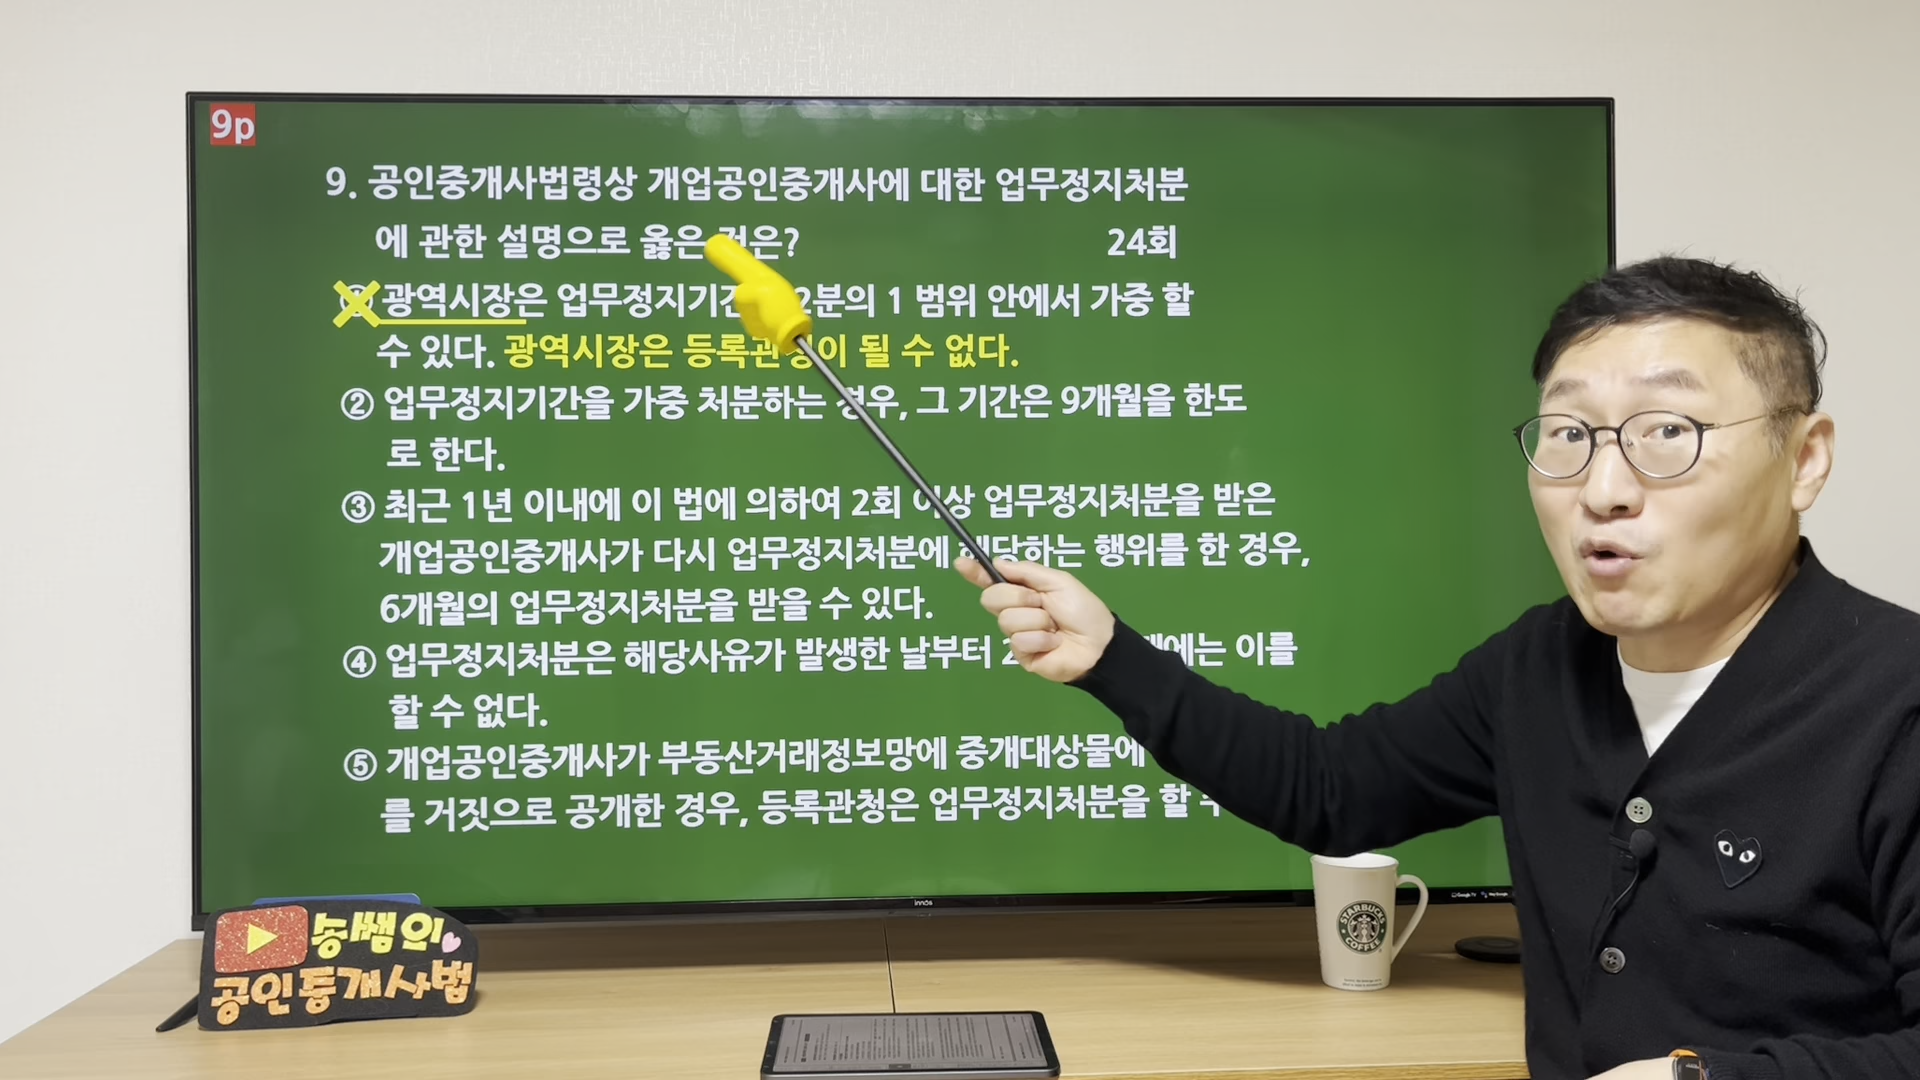 9p
9. 공인중개사법령상 개업공인중개사에 대한 업무정지처분
에 관한 설명으로 옳은 것은?
24회
① 광역시장은 업무정지기간 2분의 1 범위 안에서 가중 할
수 있다. 광역시장은 등록관청이 될 수 없다.
② 업무정지기간을 가중 처분하는 경우, 그 기간은 9개월을 한도
로 한다.
③ 최근 1년 이내에 이 법에 의하여 2회 이상 업무정지처분을 받은
개업공인중개사가 다시 업무정지처분에 해당하는 행위를 한 경우,
6개월의 업무정지처분을 받을 수 있다.
④ 업무정지처분은 해당사유가 발생한 날부터 이를
할 수 없다.
⑤ 개업공인중개사가 부동산거래정보망에 중개대상물에
를 거짓으로 공개한 경우, 등록관청은 업무정지처분을 할
innos
송쌤의
공인중개사법
STARBUCKS
COFFEE